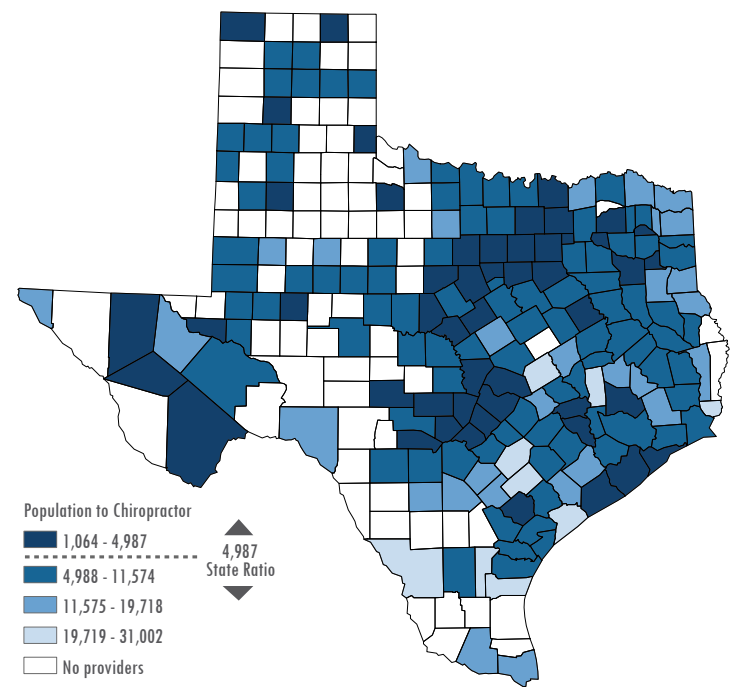 Population to Chiropractor
1,064 - 4,987
4,988 - 11,574
11,575 - 19,718
19,719 - 31,002
No providers
4,987
State Ratio